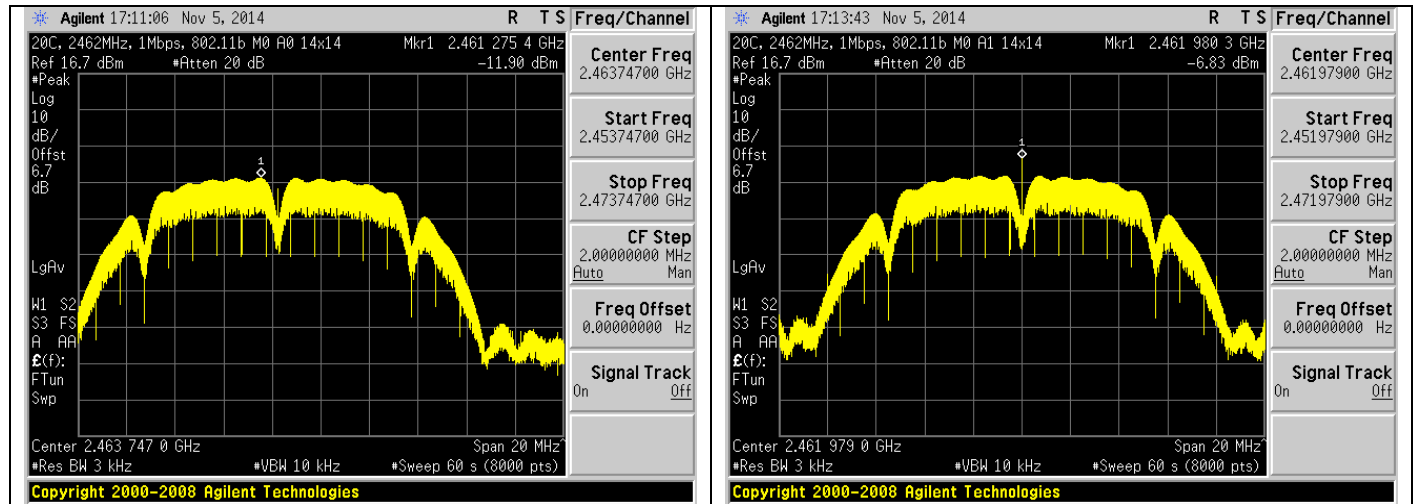 Agilent 17:11:06 Nov 5, 2014 R T S Freq/Channel
20C, 2462MHz, 1Mbps, 802.11b M0 A0 14x14 Mkr1 2.461 275 4 GHz
Ref 16.7 dBm #Atten 20 dB -11.90 dBm
#Peak
Log
10
dB/
Offst
6.7
dB
LgAv
W1 S2
S3 FS
A AA
£(f):
FTun
Swp
1
Center 2.463 747 0 GHz Span 20 MHz^
#Res BW 3 kHz #VBW 10 kHz #Sweep 60 s (8000 pts)
Copyright 2000-2008 Agilent Technologies
Center Freq
2.46374700 GHz
Start Freq
2.45374700 GHz
Stop Freq
2.47374700 GHz
CF Step
2.00000000 MHz
Auto Man
Freq Offset
0.00000000 Hz
Signal Track
On Off
Agilent 17:13:43 Nov 5, 2014 R T S Freq/Channel
20C, 2462MHz, 1Mbps, 802.11b M0 A1 14x14 Mkr1 2.461 980 3 GHz
Ref 16.7 dBm #Atten 20 dB -6.83 dBm
#Peak
Log
10
dB/
Offst
6.7
dB
LgAv
W1 S2
S3 FS
A AA
£(f):
FTun
Swp
1
Center 2.461 979 0 GHz Span 20 MHz^
#Res BW 3 kHz #VBW 10 kHz #Sweep 60 s (8000 pts)
Copyright 2000-2008 Agilent Technologies
Center Freq
2.46197900 GHz
Start Freq
2.45197900 GHz
Stop Freq
2.47197900 GHz
CF Step
2.00000000 MHz
Auto Man
Freq Offset
0.00000000 Hz
Signal Track
On Off